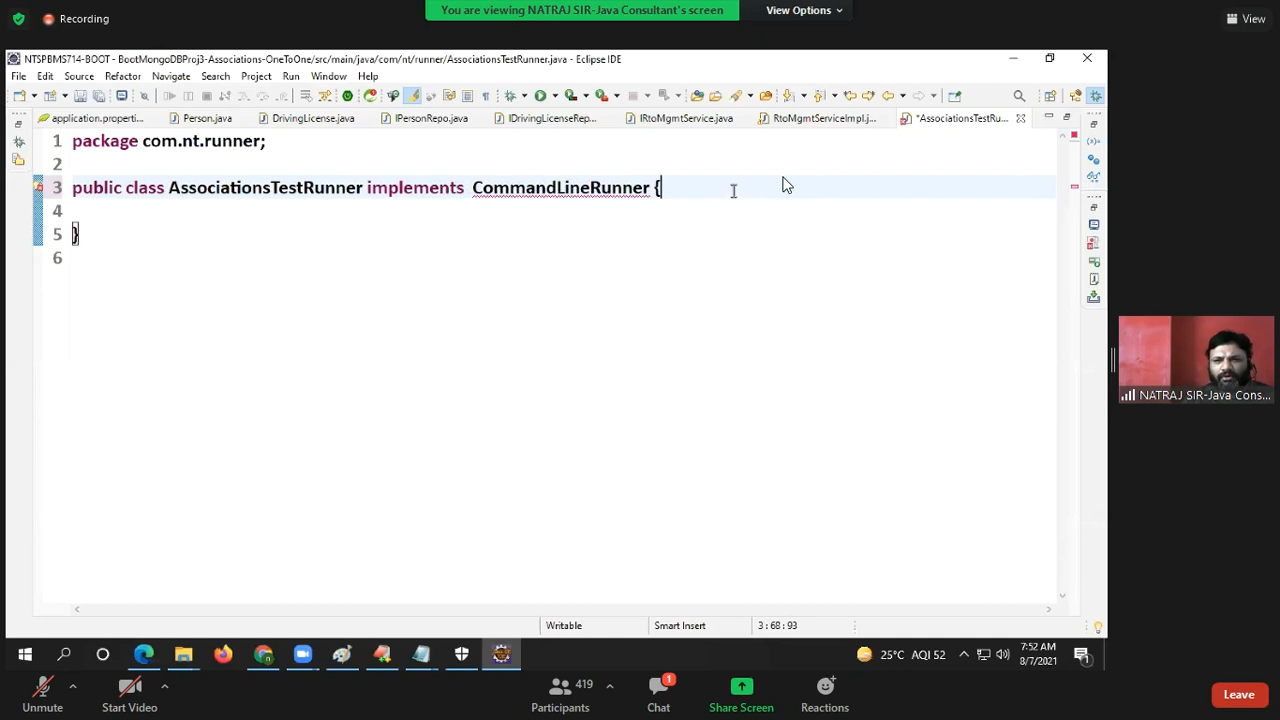 Recording
You are viewing NATRAJ SIR-Java Consultant's screen
View Options
View
NTSPBMS714-BOOT - BootMongoDBProj3-Associations-OneToOne/src/main/java/com/nt/runner/AssociationsTestRunner.java - Eclipse IDE
File Edit Source Refactor Navigate Search Project Run Window Help
application.properti... Person.java DrivingLicense.java IPersonRepo.java IDrivingLicenseRep... IRtoMgmtService.java RtoMgmtServiceImpl.j... *AssociationsTestRu...
1 package com.nt.runner;
2
3 public class AssociationsTestRunner implements CommandLineRunner {
4
5 }
6
NATRAJ SIR-Java Cons...
Writable Smart Insert 3 : 68 : 93
25°C AQI 52 7:52 AM
8/7/2021 1
Unmute Start Video Participants 419 Chat 1 Share Screen Reactions Leave